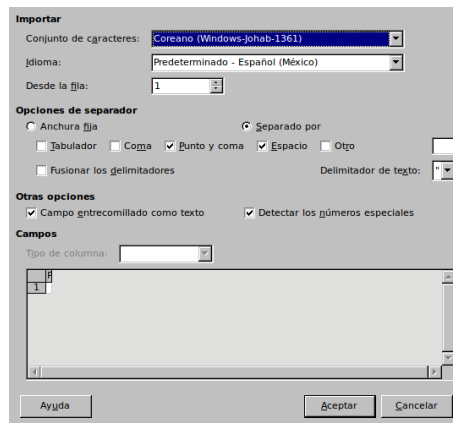 Importar
Conjunto de caracteres: Coreano (Windows-Johab-1361)
Idioma: Predeterminado - Español (México)
Desde la fila: 1
Opciones de separador
Anchura fija Separado por
Tabulador Coma Punto y coma Espacio Otro
Fusionar los delimitadores Delimitador de texto: "
Otras opciones
Campo entrecomillado como texto Detectar los números especiales
Campos
Tipo de columna:
1
Ayuda Aceptar Cancelar